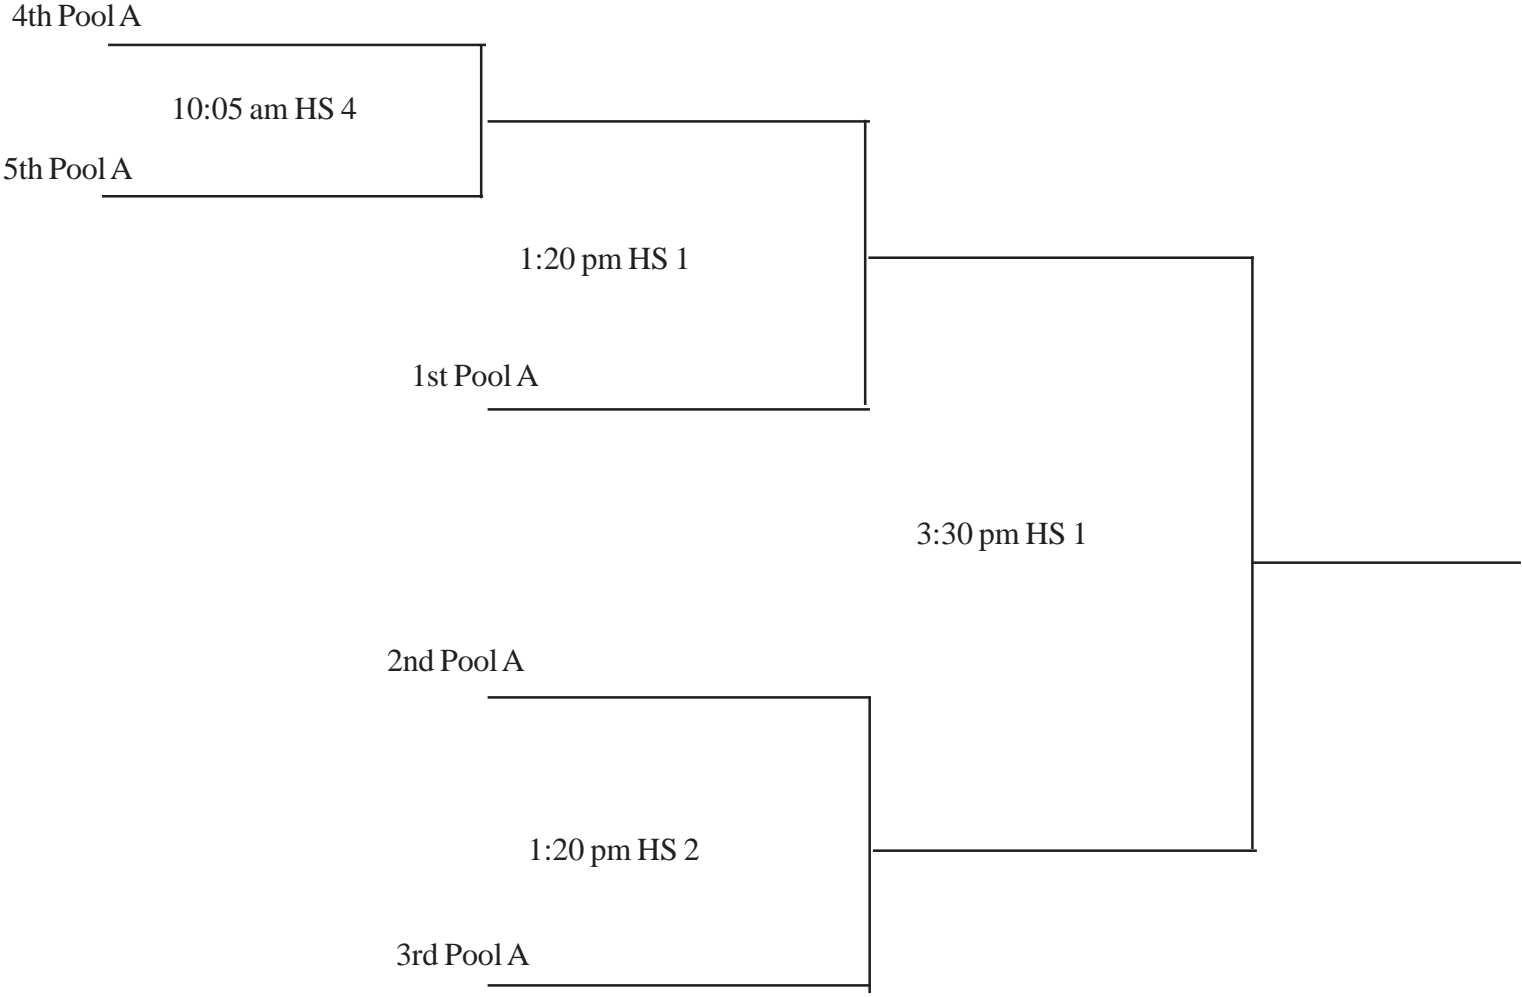 4th Pool A
10:05 am HS 4
5th Pool A
1:20 pm HS 1
1st Pool A
3:30 pm HS 1
2nd Pool A
1:20 pm HS 2
3rd Pool A